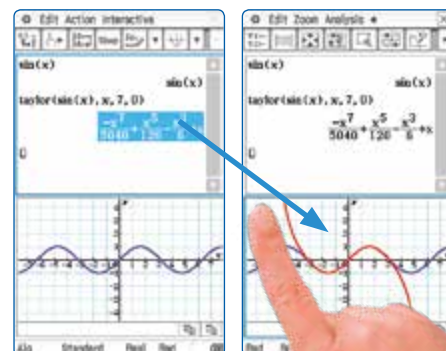 Edit Action Interactive
sin(x)
sin(x)
taylor(sin(x),x,7,0)
-x^7/5040+x^5/120-x^3/6
Alg Standard Real Rad
Edit Zoom Analysis
sin(x)
sin(x)
taylor(sin(x),x,7,0)
-x^7/5040+x^5/120-x^3/6+x